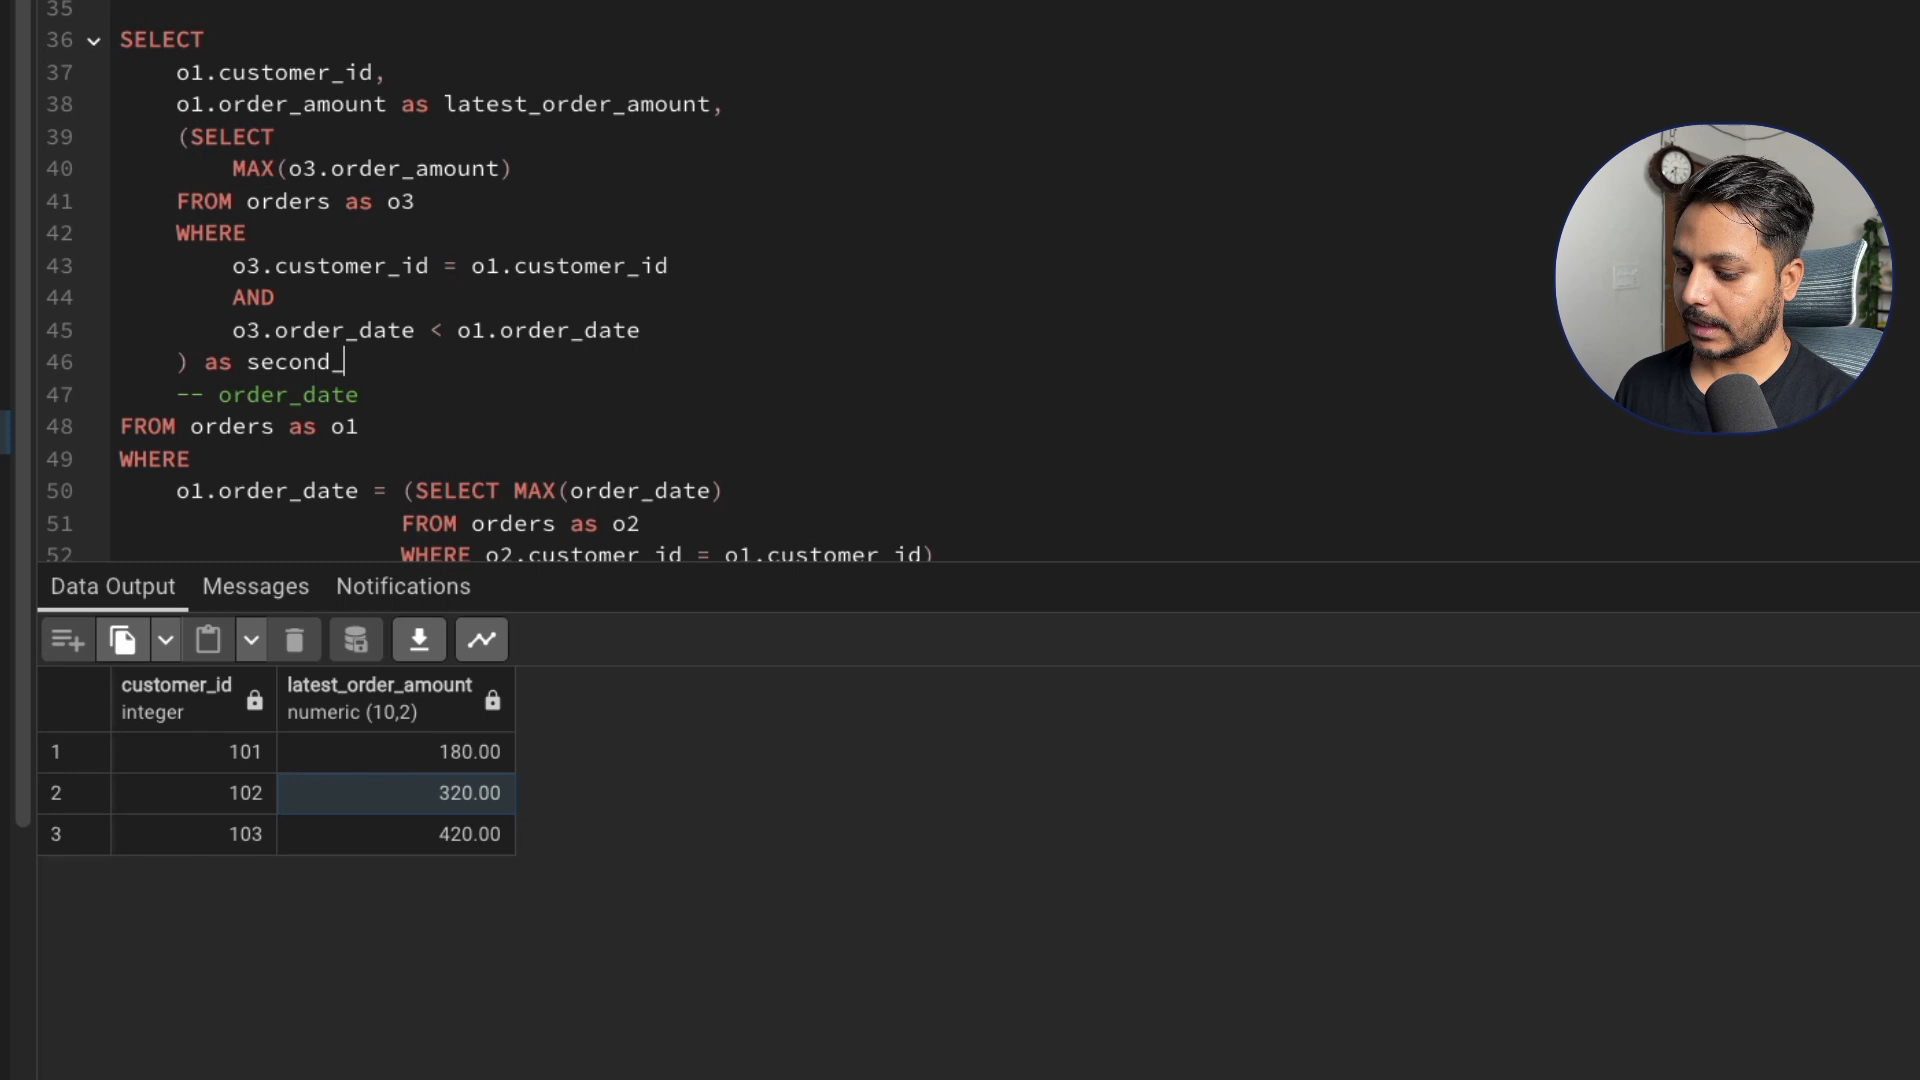 35
36 SELECT
37 o1.customer_id,
38 o1.order_amount as latest_order_amount,
39 (SELECT
40 MAX(o3.order_amount)
41 FROM orders as o3
42 WHERE
43 o3.customer_id = o1.customer_id
44 AND
45 o3.order_date < o1.order_date
46 ) as second_
47 -- order_date
48 FROM orders as o1
49 WHERE
50 o1.order_date = (SELECT MAX(order_date)
51 FROM orders as o2
52 WHERE o2.customer_id = o1.customer_id)
Data Output Messages Notifications
customer_id latest_order_amount
integer numeric (10,2)
1 101 180.00
2 102 320.00
3 103 420.00